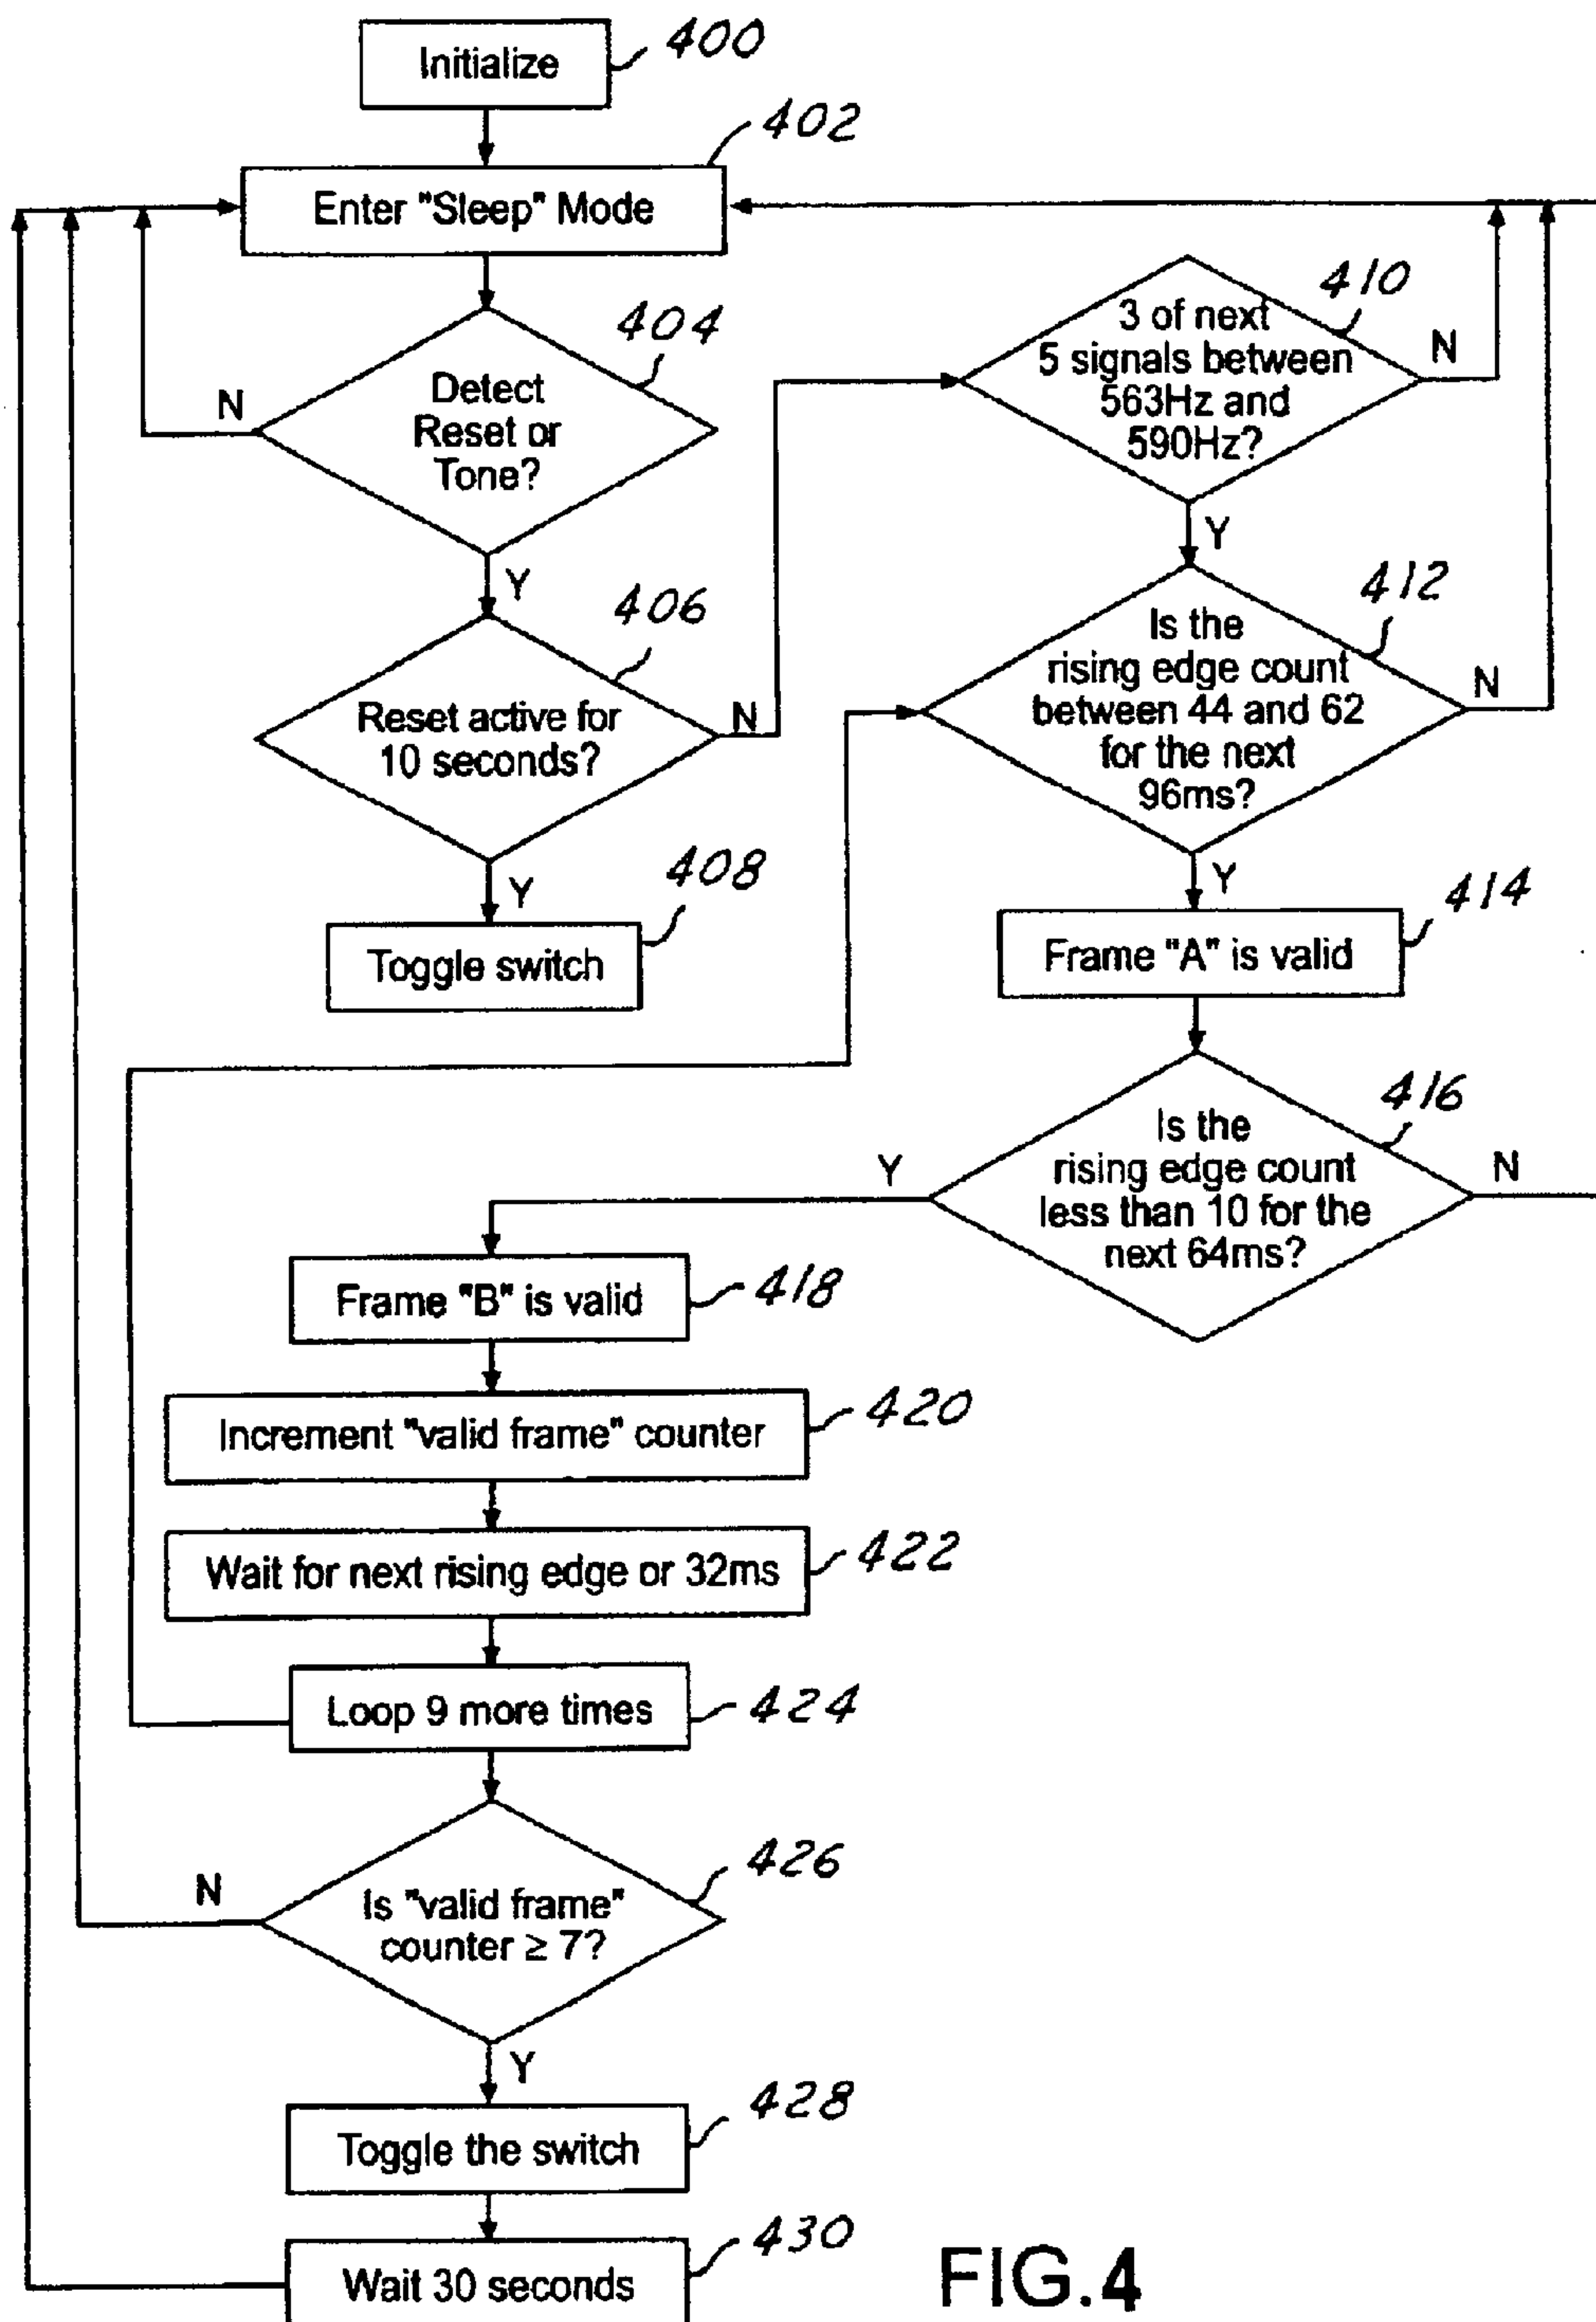 Initialize
400
402
Enter "Sleep" Mode
404
Detect
Reset or
Tone?
N
Y
406
Reset active for
10 seconds?
N
Y
408
Toggle switch
410
3 of next
5 signals between
563Hz and
590Hz?
N
Y
412
Is the
rising edge count
between 44 and 62
for the next
96ms?
N
Y
414
Frame "A" is valid
416
Is the
rising edge count
less than 10 for the
next 64ms?
Y
N
Frame "B" is valid
418
Increment "valid frame" counter
420
Wait for next rising edge or 32ms
422
Loop 9 more times
424
426
Is "valid frame"
counter ≥ 7?
N
Y
428
Toggle the switch
430
Wait 30 seconds
FIG.4